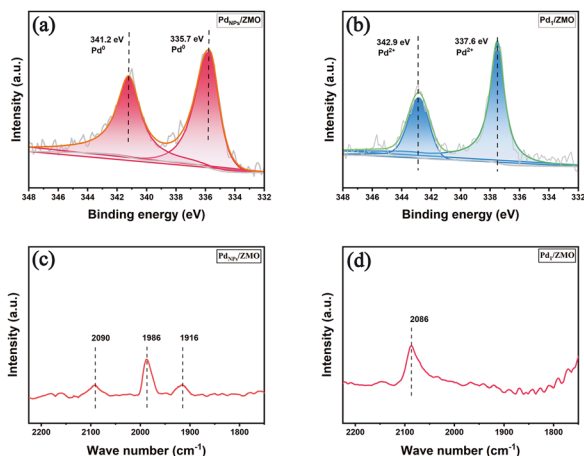 (a)
Pd_NPs/ZMO
341.2 eV
Pd⁰
335.7 eV
Pd⁰
Intensity (a.u.)
348 346 344 342 340 338 336 334 332
Binding energy (eV)
(b)
Pd₁/ZMO
342.9 eV
Pd²⁺
337.6 eV
Pd²⁺
Intensity (a.u.)
348 346 344 342 340 338 336 334 332
Binding energy (eV)
(c)
Pd_NPs/ZMO
2090
1986
1916
Intensity (a.u.)
2200 2100 2000 1900 1800
Wave number (cm⁻¹)
(d)
Pd₁/ZMO
2086
Intensity (a.u.)
2200 2100 2000 1900 1800
Wave number (cm⁻¹)